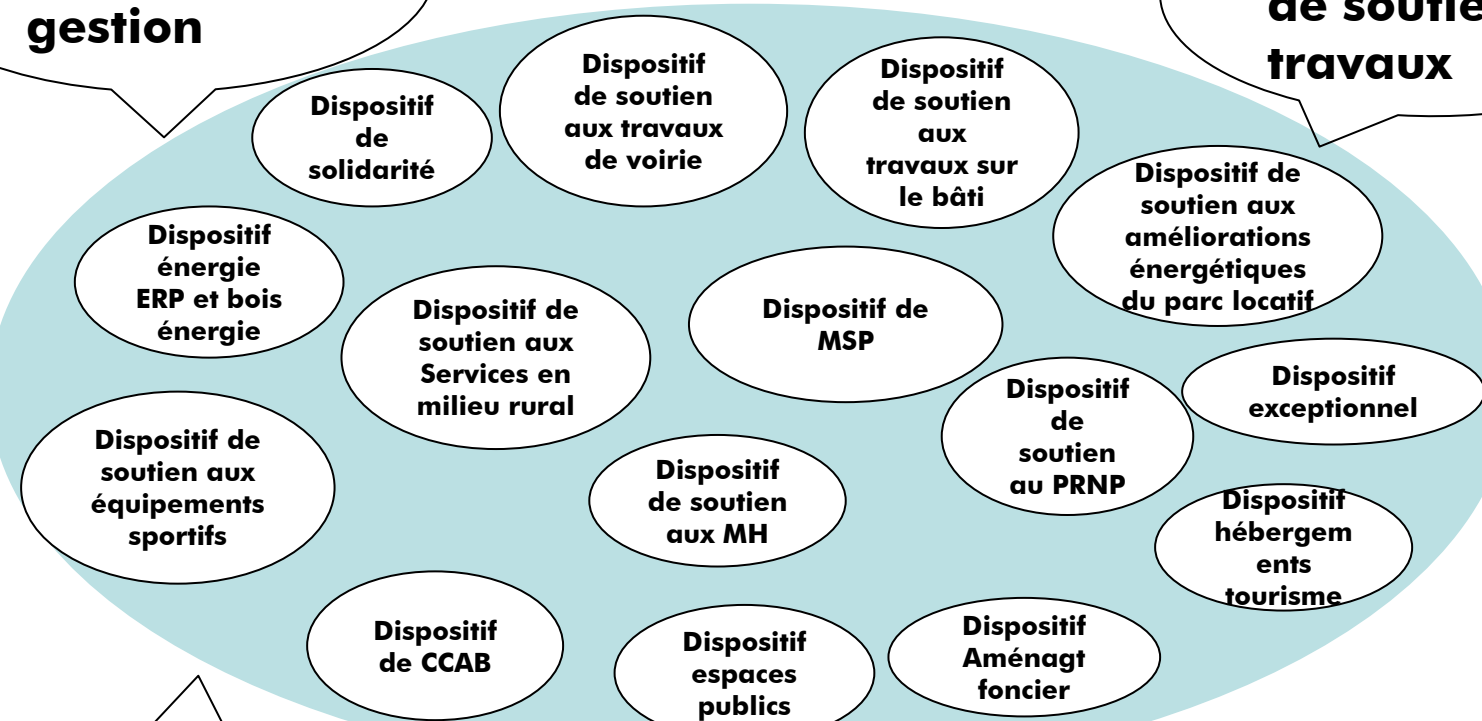 gestion
de soutie
travaux
Dispositif
de
solidarité
Dispositif
de soutien
aux travaux
de voirie
Dispositif
de soutien
aux
travaux sur
le bâti
Dispositif de
soutien aux
améliorations
énergétiques
du parc locatif
Dispositif
énergie
ERP et bois
énergie
Dispositif de
soutien aux
Services en
milieu rural
Dispositif de
MSP
Dispositif
de
soutien
au PRNP
Dispositif
exceptionnel
Dispositif de
soutien aux
équipements
sportifs
Dispositif
de soutien
aux MH
Dispositif
hébergem
ents
tourisme
Dispositif
de CCAB
Dispositif
espaces
publics
Dispositif
Aménagt
foncier